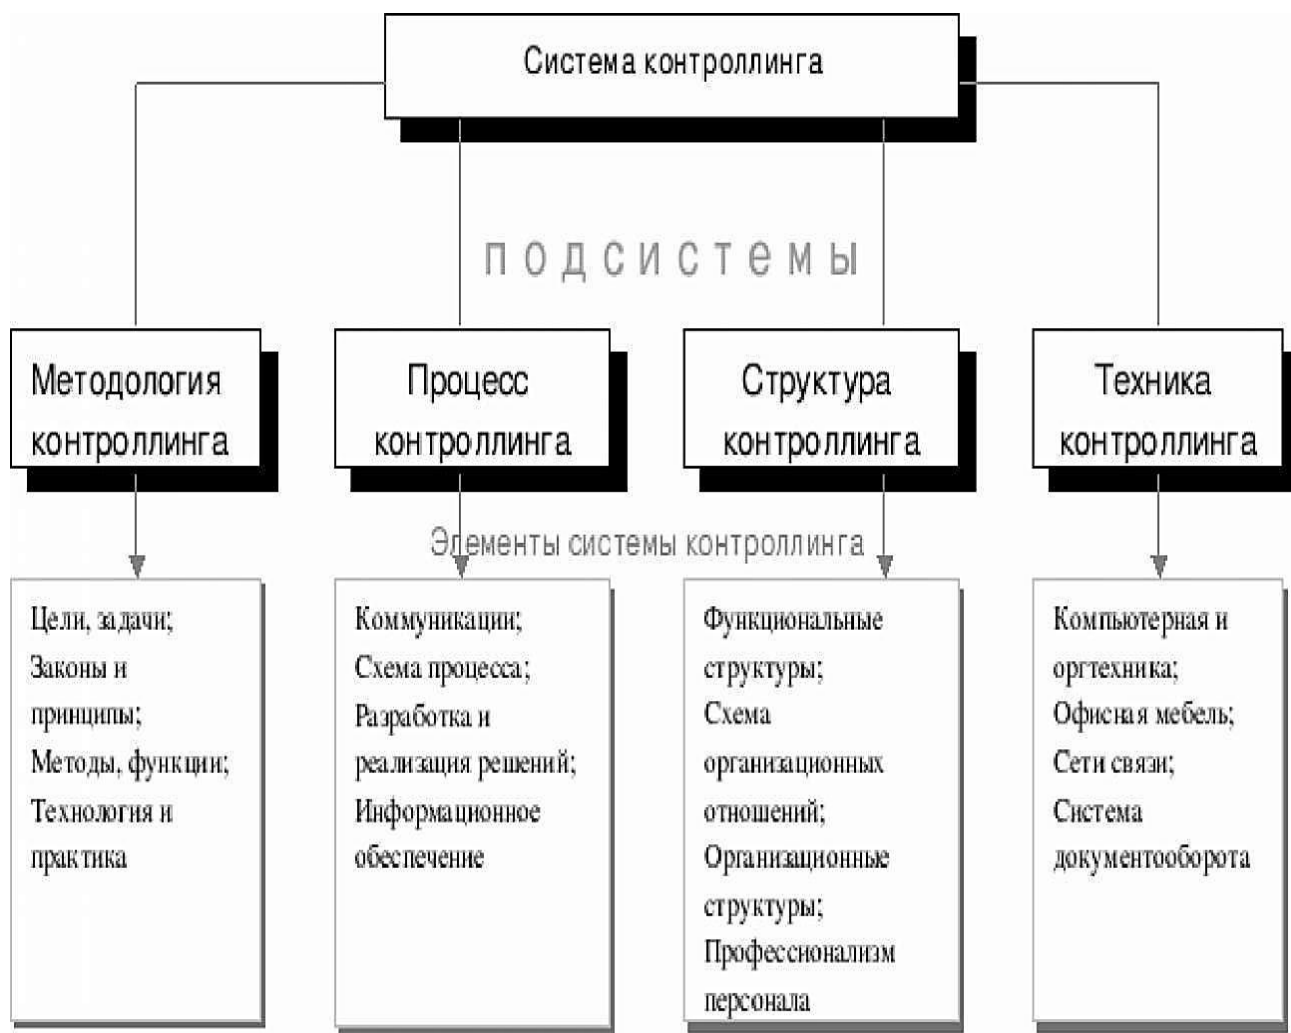 Система контроллинга
подсистемы
Методология
контроллинга
Процесс
контроллинга
Структура
контроллинга
Техника
контроллинга
Элементы системы контроллинга
Цели, задачи;
Законы и
принципы;
Методы, функции;
Технология и
практика
Коммуникации;
Схема процесса;
Разработка и
реализация решений;
Информационное
обеспечение
Функциональные
структуры;
Схема
организационных
отношений;
Организационные
структуры;
Профессионализм
персонала
Компьютерная и
оргтехника;
Офисная мебель;
Сети связи;
Система
документооборота